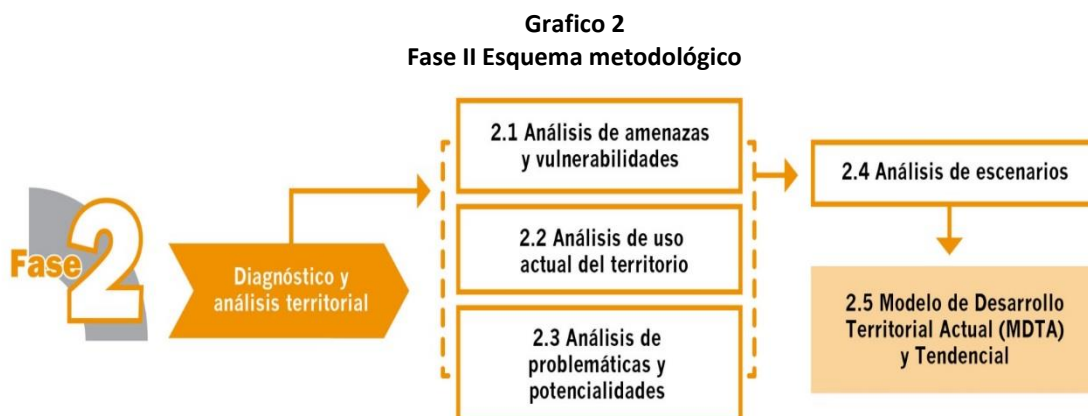 Grafico 2
Fase II Esquema metodológico
Fase 2
Diagnóstico y
análisis territorial
2.1 Análisis de amenazas
y vulnerabilidades
2.2 Análisis de uso
actual del territorio
2.3 Análisis de
problemáticas y
potencialidades
2.4 Análisis de escenarios
2.5 Modelo de Desarrollo
Territorial Actual (MDTA)
y Tendencial